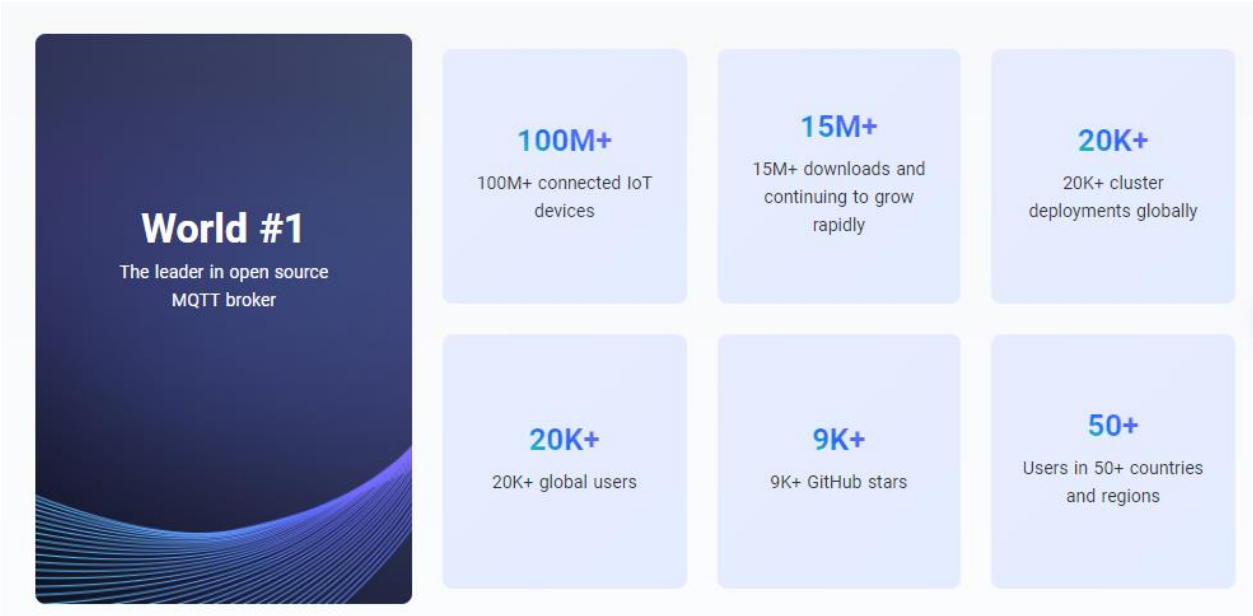 World #1
The leader in open source
MQTT broker
100M+
100M+ connected IoT
devices
15M+
15M+ downloads and
continuing to grow
rapidly
20K+
20K+ cluster
deployments globally
20K+
20K+ global users
9K+
9K+ GitHub stars
50+
Users in 50+ countries
and regions